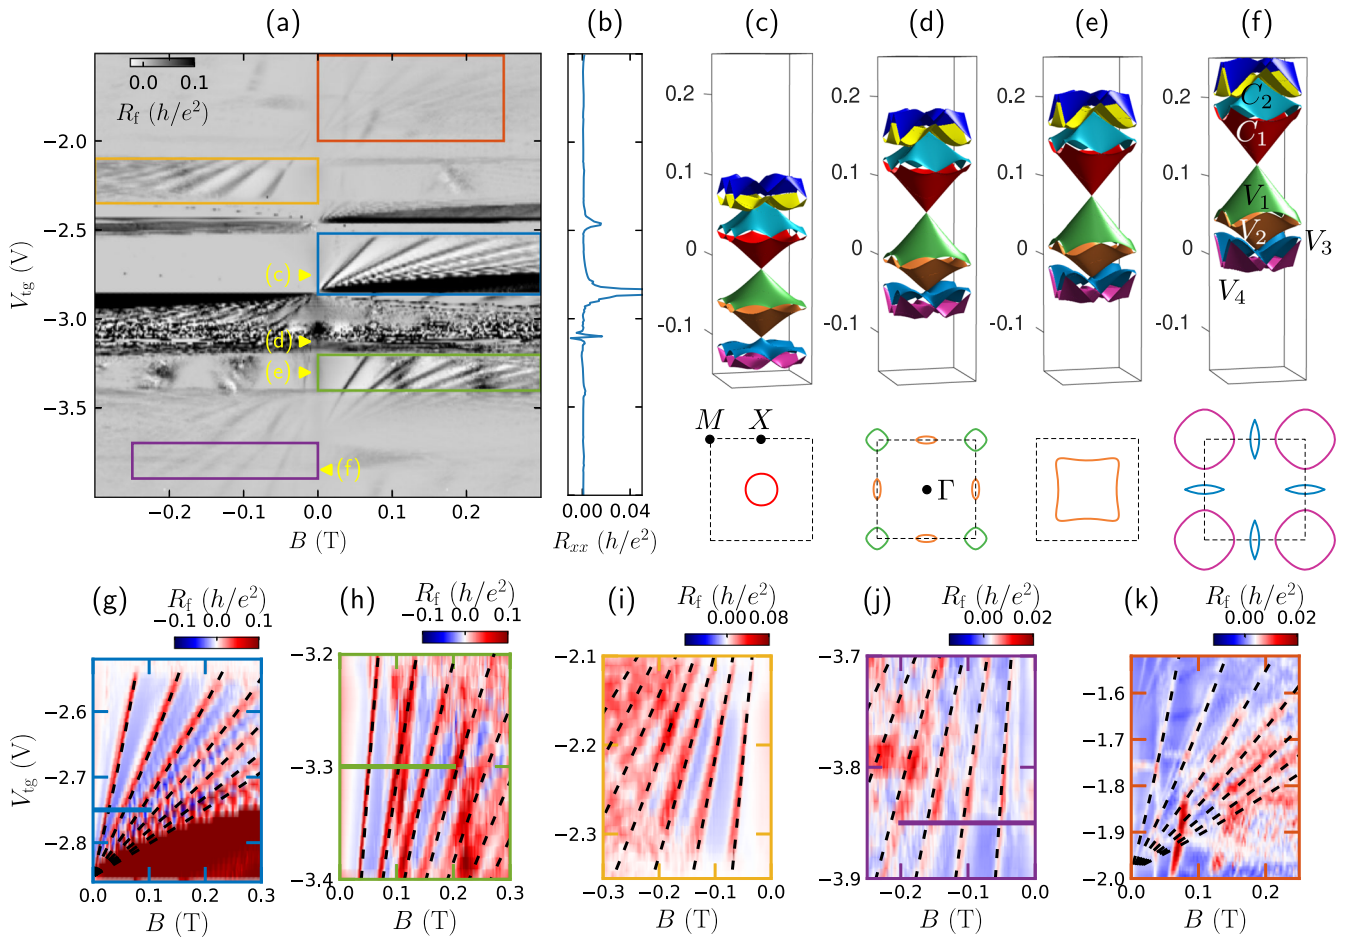 (a)
(b)
(c)
(d)
(e)
(f)
0.0 0.1
R_f (h/e²)
−2.0
−2.5
−3.0
−3.5
V_tg (V)
(c)
(d)
(e)
(f)
−0.2 −0.1 0.0 0.1 0.2
B (T)
0.00 0.04
R_xx (h/e²)
0.2
0.1
0
-0.1
0.2
0.1
0
-0.1
0.2
0.1
0
-0.1
0.2
0.1
0
-0.1
C_2
C_1
V_1
V_2
V_3
V_4
M X
Γ
(g)
R_f (h/e²)
−0.1 0.0 0.1
−2.6
−2.7
−2.8
V_tg (V)
0.0 0.1 0.2 0.3
B (T)
(h)
R_f (h/e²)
−0.1 0.0 0.1
−3.2
−3.3
−3.4
0.0 0.1 0.2 0.3
B (T)
(i)
R_f (h/e²)
0.00 0.08
−2.1
−2.2
−2.3
−0.3 −0.2 −0.1 0.0
B (T)
(j)
R_f (h/e²)
0.00 0.02
−3.7
−3.8
−3.9
−0.2 −0.1 0.0
B (T)
(k)
R_f (h/e²)
0.00 0.02
−1.6
−1.7
−1.8
−1.9
−2.0
0.0 0.1 0.2
B (T)